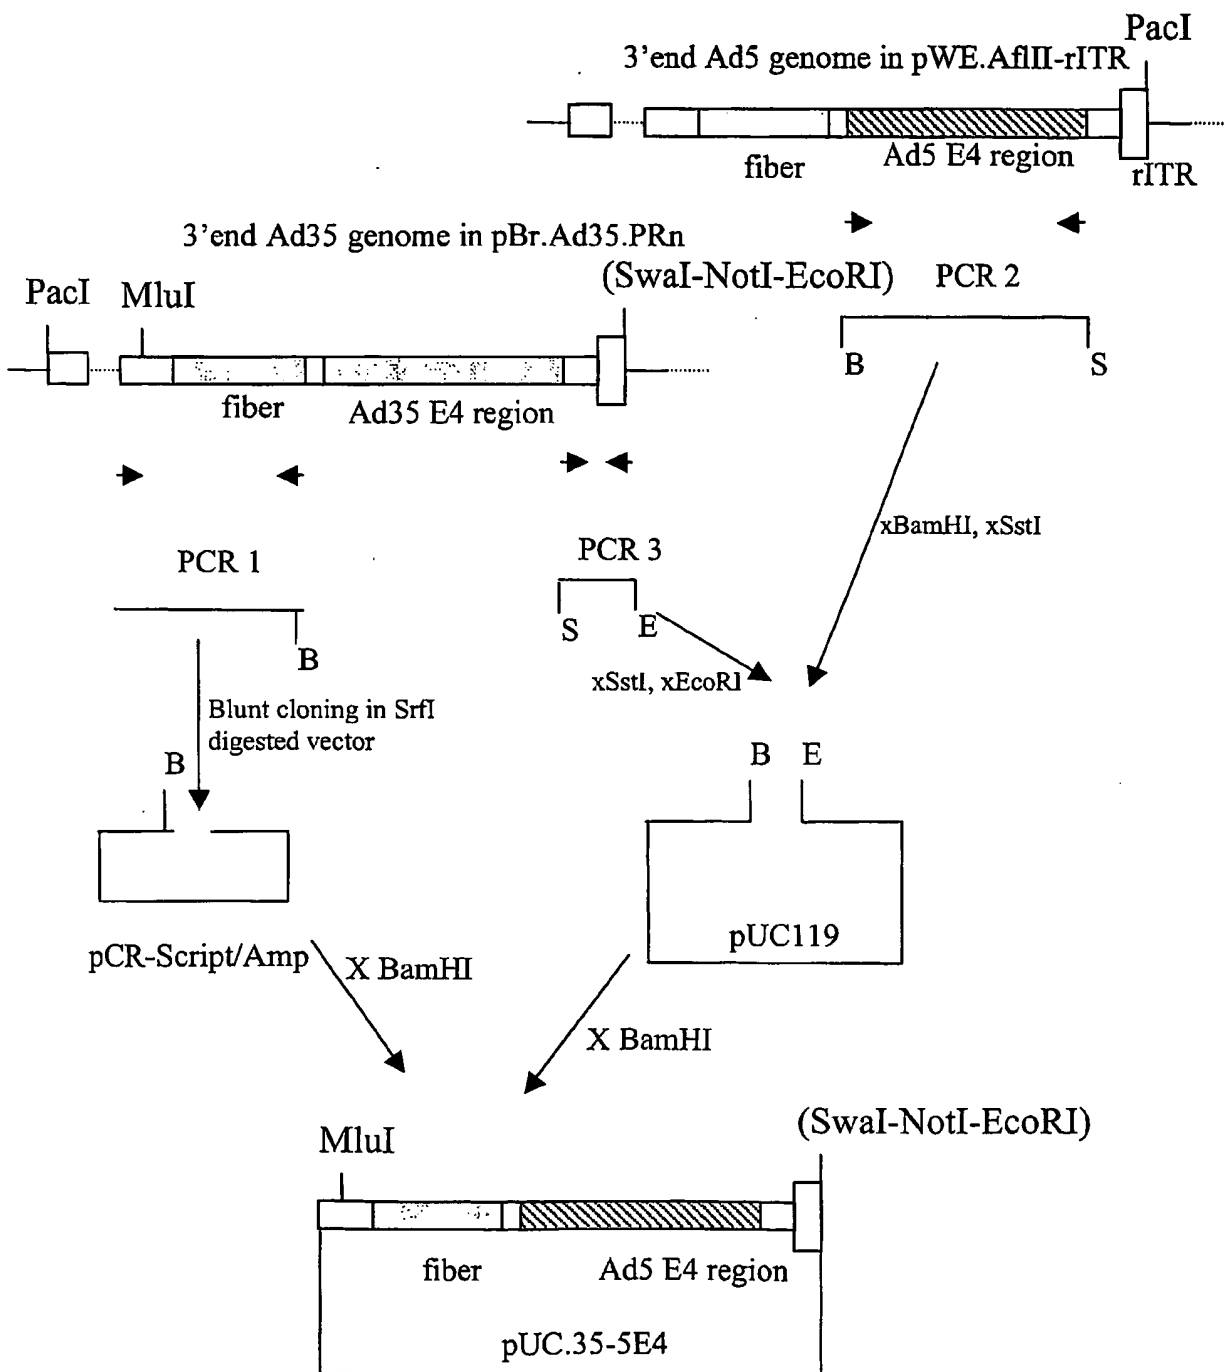 PacI
3'end Ad5 genome in pWE.AflII-rITR
fiber
Ad5 E4 region
rITR
3'end Ad35 genome in pBr.Ad35.PRn
(SwaI-NotI-EcoRI)
PCR 2
PacI
MluI
B
S
fiber
Ad35 E4 region
xBamHI, xSstI
PCR 1
PCR 3
B
S
E
xSstI, xEcoRI
Blunt cloning in SrfI
digested vector
B
B
E
pCR-Script/Amp
pUC119
X BamHI
X BamHI
(SwaI-NotI-EcoRI)
MluI
fiber
Ad5 E4 region
pUC.35-5E4